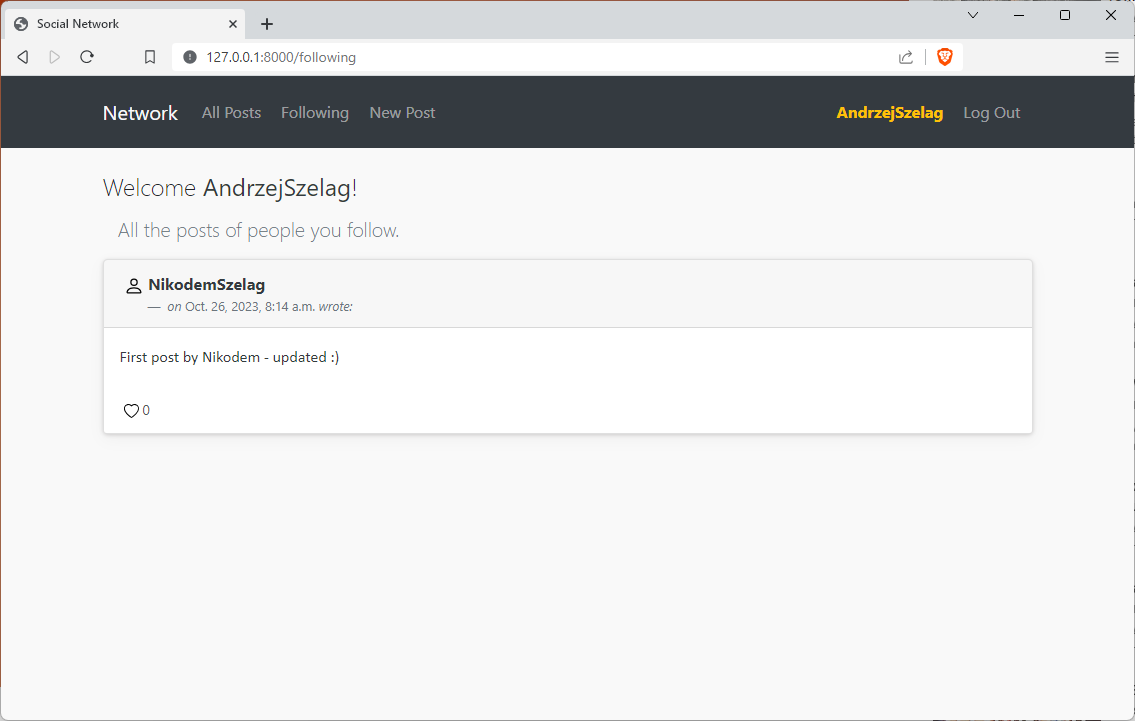 Social Network
127.0.0.1:8000/following
Network All Posts Following New Post AndrzejSzelag Log Out
Welcome AndrzejSzelag!
All the posts of people you follow.
NikodemSzelag
— on Oct. 26, 2023, 8:14 a.m. wrote:
First post by Nikodem - updated :)
0